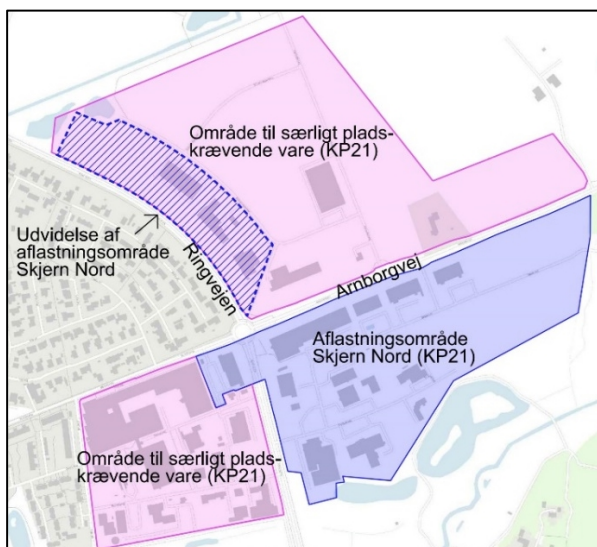 Område til særligt plads-
krævende vare (KP21)
Udvidelse af
aflastningsområde
Skjern Nord
Ringvejen
Arnborgvej
Aflastningsområde
Skjern Nord (KP21)
Område til særligt plads-
krævende vare (KP21)